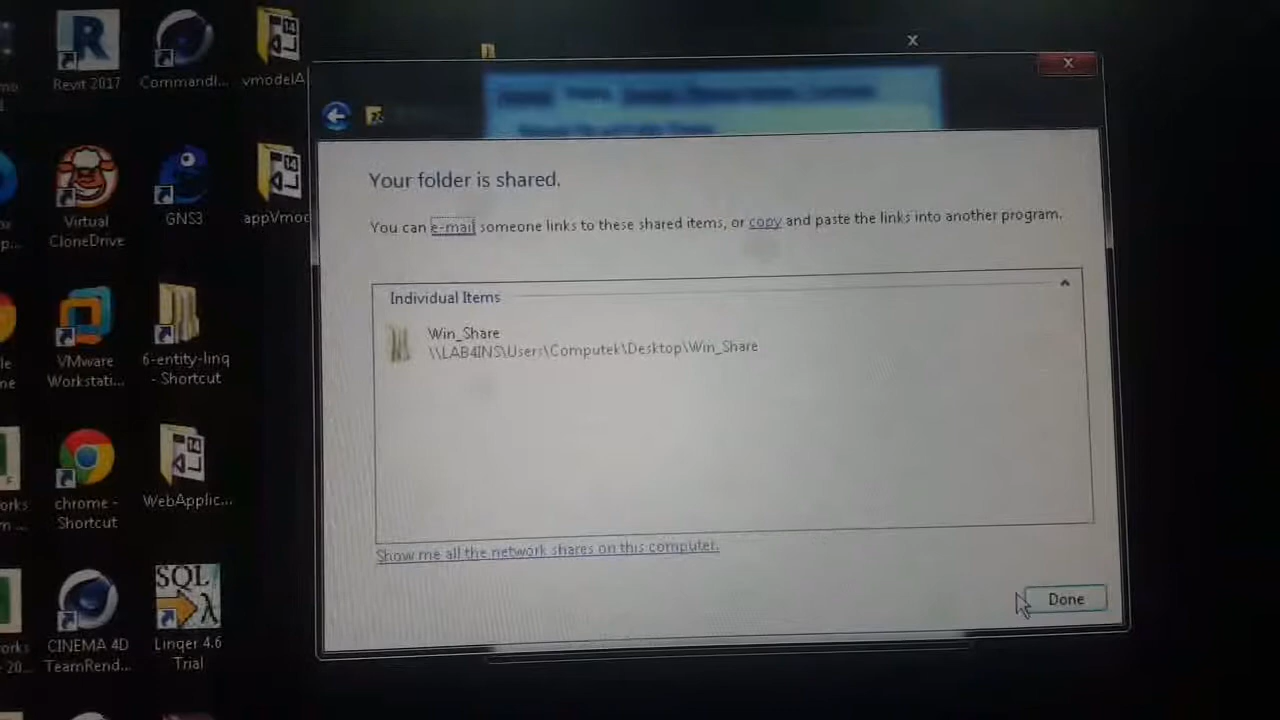 Revit 2017
CommandI...
vmodelA
Virtual
CloneDrive
GNS3
appVmoc
VMware
Workstati...
6-entity-linq
- Shortcut
chrome -
Shortcut
WebApplic...
CINEMA 4D
TeamRend...
SQL
λ
Linqer 4.6
Trial
Your folder is shared.
You can e-mail someone links to these shared items, or copy and paste the links into another program.
Individual Items
Win_Share
\\LAB4INS\Users\Computek\Desktop\Win_Share
Show me all the network shares on this computer.
Done